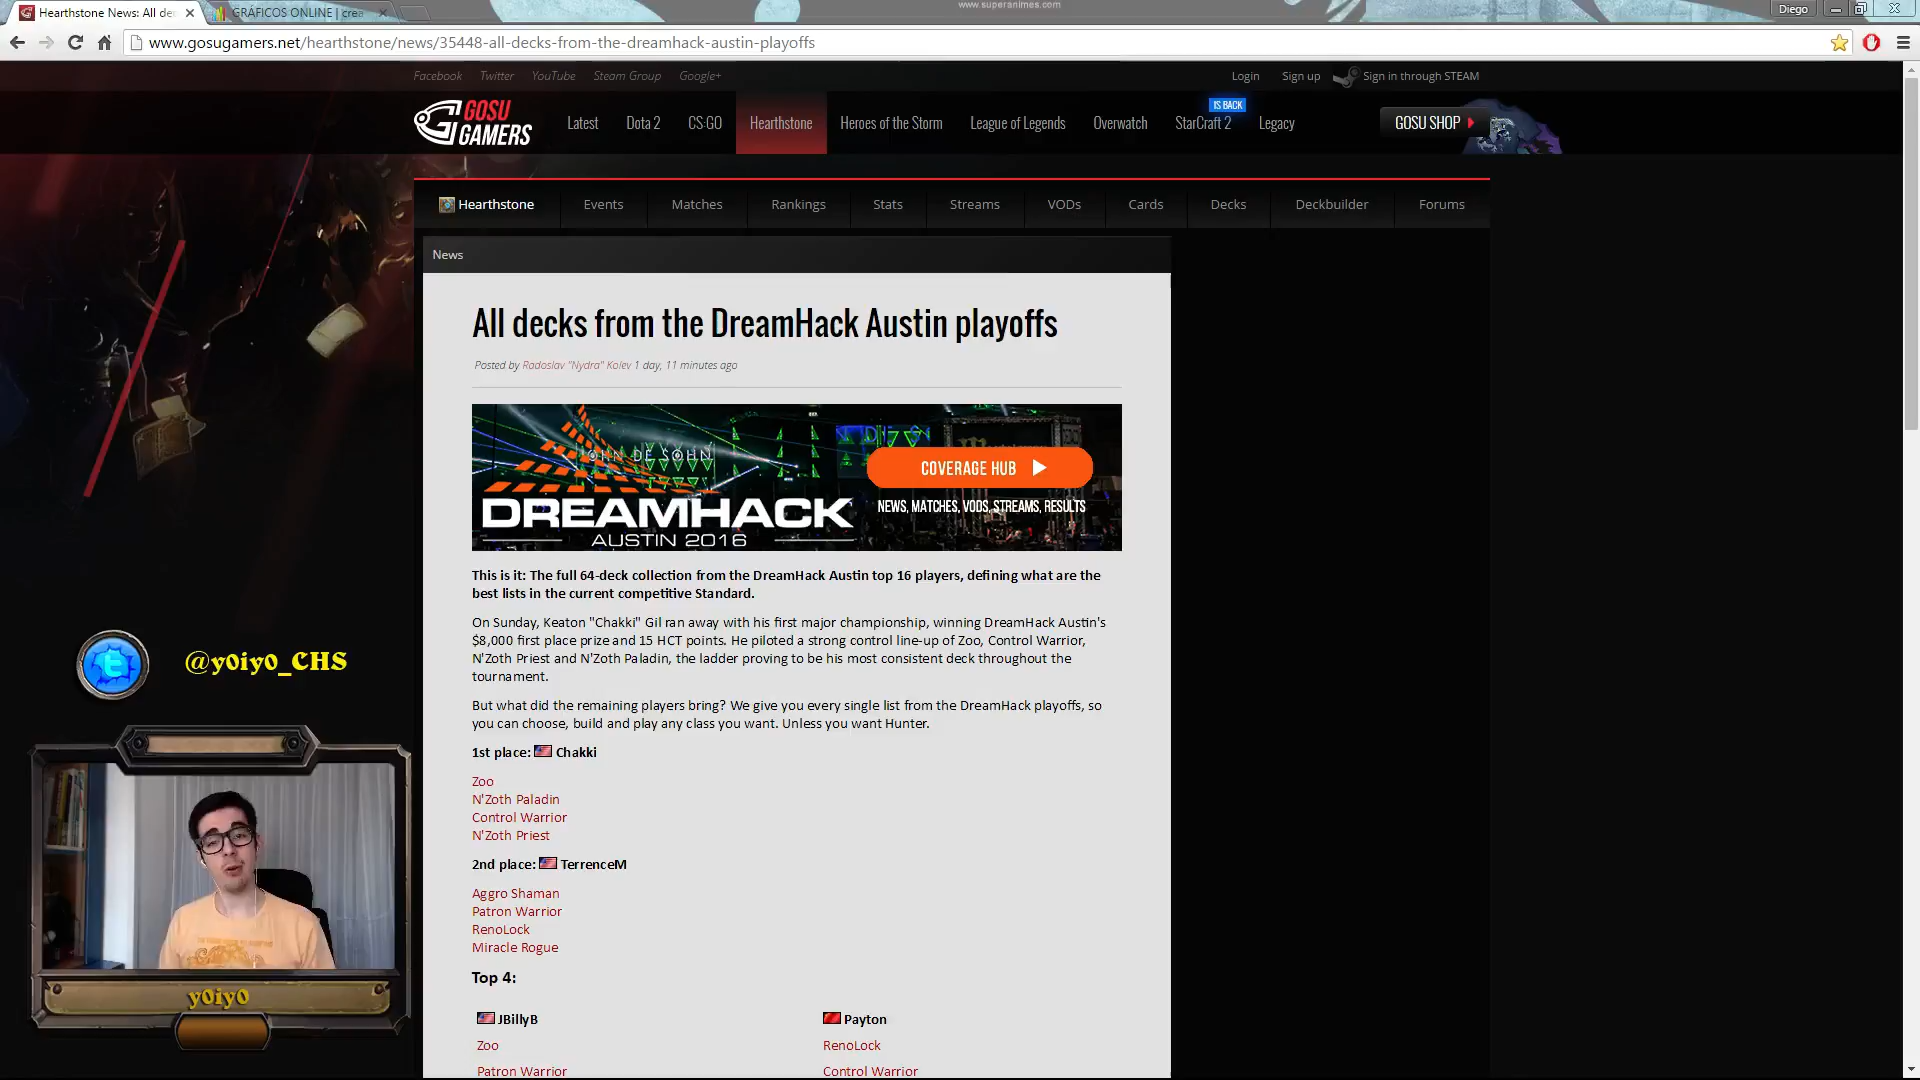 www.superanimes.com
Hearthstone News: All de
GRÁFICOS ONLINE | crea
Diego
www.gosugamers.net/hearthstone/news/35448-all-decks-from-the-dreamhack-austin-playoffs
Facebook Twitter YouTube Steam Group Google+
Login Sign up Sign in through STEAM
GOSU GAMERS
Latest Dota 2 CS:GO Hearthstone Heroes of the Storm League of Legends Overwatch StarCraft 2 IS BACK Legacy
GOSU SHOP
Hearthstone Events Matches Rankings Stats Streams VODs Cards Decks Deckbuilder Forums
News
All decks from the DreamHack Austin playoffs
Posted by Radoslav "Nydra" Kolev 1 day, 11 minutes ago
COVERAGE HUB
NEWS, MATCHES, VODS, STREAMS, RESULTS
DREAMHACK
AUSTIN 2016
This is it: The full 64-deck collection from the DreamHack Austin top 16 players, defining what are the
best lists in the current competitive Standard.
On Sunday, Keaton "Chakki" Gil ran away with his first major championship, winning DreamHack Austin's
$8,000 first place prize and 15 HCT points. He piloted a strong control line-up of Zoo, Control Warrior,
N'Zoth Priest and N'Zoth Paladin, the ladder proving to be his most consistent deck throughout the
tournament.
But what did the remaining players bring? We give you every single list from the DreamHack playoffs, so
you can choose, build and play any class you want. Unless you want Hunter.
1st place: Chakki
Zoo
N'Zoth Paladin
Control Warrior
N'Zoth Priest
2nd place: TerrenceM
Aggro Shaman
Patron Warrior
RenoLock
Miracle Rogue
Top 4:
JBillyB Payton
Zoo RenoLock
Patron Warrior Control Warrior
@y0iy0_CHS
y0iy0